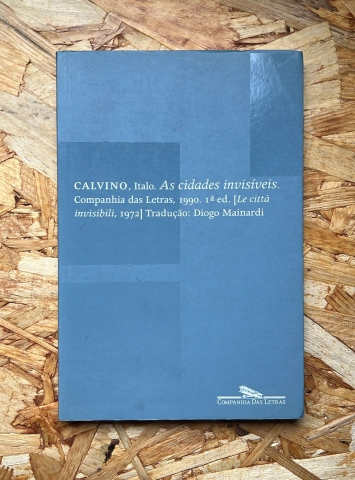 CALVINO, Italo. As cidades invisíveis.
Companhia das Letras, 1990. 1ª ed. [Le città
invisibili, 1972] Tradução: Diogo Mainardi
COMPANHIA DAS LETRAS